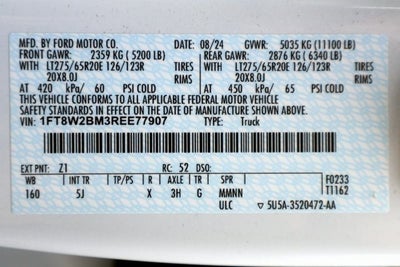 MFD. BY FORD MOTOR CO. 08/24 GVWR: 5035 KG (11100 LB)
FRONT GAWR: 2359 KG (5200 LB) REAR GAWR: 2876 KG (6340 LB)
WITH LT275/65R20E 126/123R TIRES WITH LT275/65R20E 126/123R TIRES
20X8.0J RIMS 20X8.0J RIMS
AT 420 kPa/ 60 PSI COLD AT 450 kPa/ 65 PSI COLD
THIS VEHICLE CONFORMS TO ALL APPLICABLE FEDERAL MOTOR VEHICLE
SAFETY STANDARDS IN EFFECT ON THE DATE OF MANUFACTURE SHOWN ABOVE.
VIN: 1FT8W2BM3REE77907 TYPE: Truck
EXT PNT: Z1 RC: 52 DSO: F0233
WB INT TR TP/PS R AXLE TR SPR T1162
160 5J X 3H G MMNN
ULC ▽ 5U5A-3520472-AA